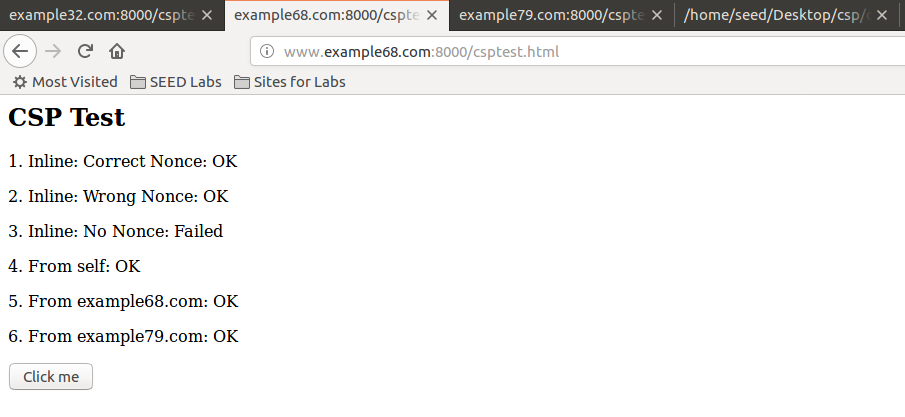 example32.com:8000/cspte
example68.com:8000/cspte
example79.com:8000/cspte
/home/seed/Desktop/csp/
www.example68.com:8000/csptest.html
Most Visited
SEED Labs
Sites for Labs
CSP Test
1. Inline: Correct Nonce: OK
2. Inline: Wrong Nonce: OK
3. Inline: No Nonce: Failed
4. From self: OK
5. From example68.com: OK
6. From example79.com: OK
Click me